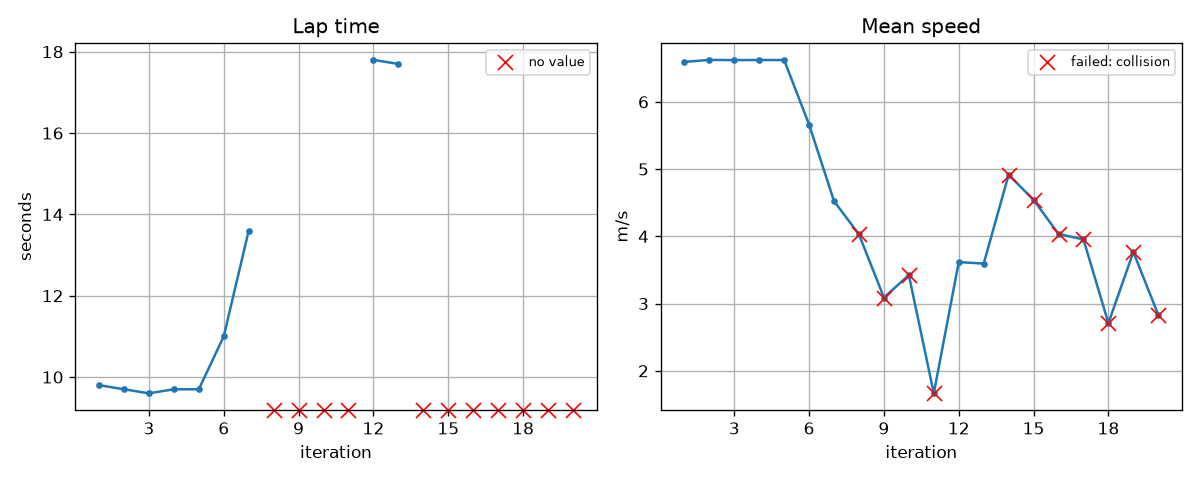 Lap time
no value
18
16
14
12
10
seconds
3 6 9 12 15 18
iteration
Mean speed
failed: collision
6
5
4
3
2
m/s
3 6 9 12 15 18
iteration